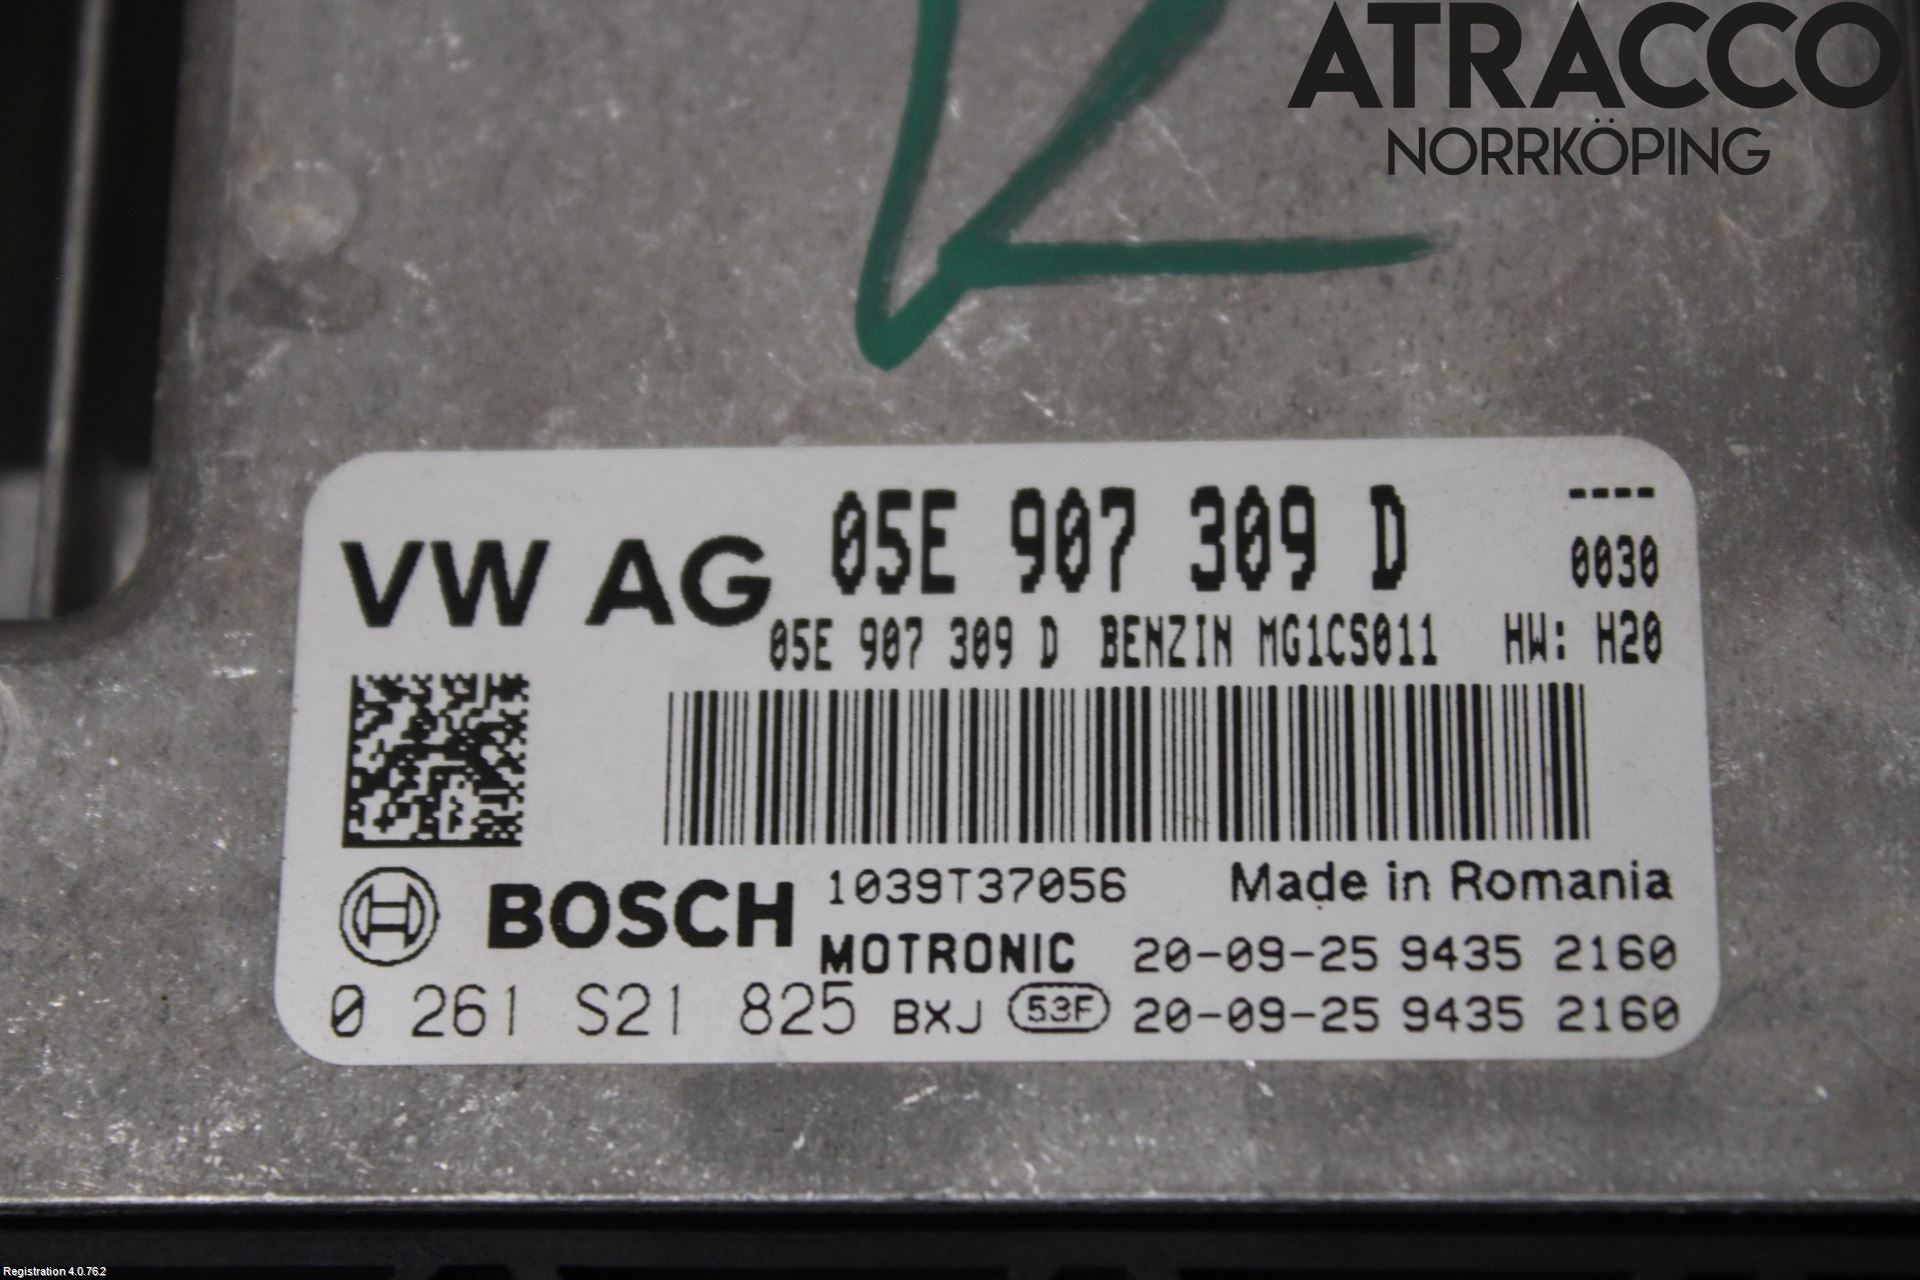 ATRACCO
NORRKÖPING
VW AG 05E 907 309 D ----
0030
05E 907 309 D BENZIN MG1CS011 HW: H20
BOSCH 1039T37056 Made in Romania
MOTRONIC 20-09-25 9435 2160
0 261 S21 825 BXJ 53F 20-09-25 9435 2160
Registration 4.0.76.2